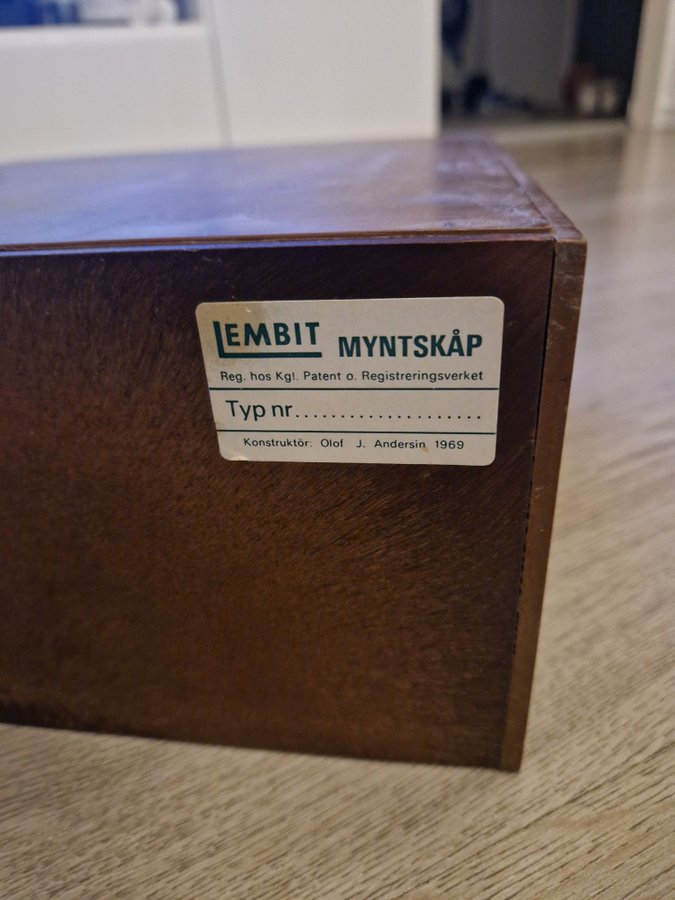 LEMBIT MYNTSKÅP
Reg. hos Kgl. Patent o. Registreringsverket
Typ nr.....................
Konstruktör: Olof J. Andersin 1969